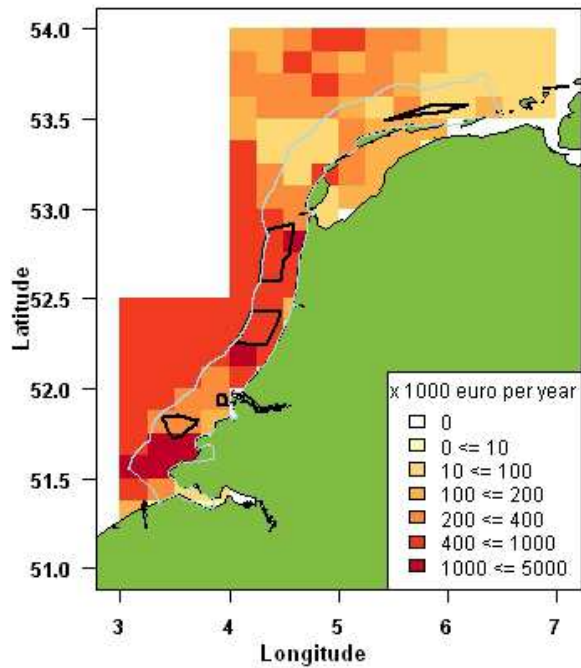 54.0
53.5
53.0
52.5
52.0
51.5
51.0
Latitude
x 1000 euro per year
0
0 <= 10
10 <= 100
100 <= 200
200 <= 400
400 <= 1000
1000 <= 5000
3 4 5 6 7
Longitude